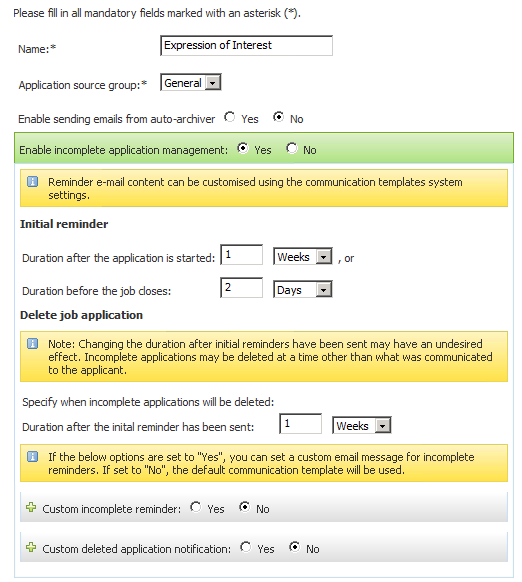 Please fill in all mandatory fields marked with an asterisk (*).
Name:* Expression of Interest
Application source group:* General
Enable sending emails from auto-archiver Yes No
Enable incomplete application management: Yes No
Reminder e-mail content can be customised using the communication templates system
settings.
Initial reminder
Duration after the application is started: 1 Weeks , or
Duration before the job closes: 2 Days
Delete job application
Note: Changing the duration after initial reminders have been sent may have an undesired
effect. Incomplete applications may be deleted at a time other than what was communicated
to the applicant.
Specify when incomplete applications will be deleted:
Duration after the inital reminder has been sent: 1 Weeks
If the below options are set to "Yes", you can set a custom email message for incomplete
reminders. If set to "No", the default communication template will be used.
Custom incomplete reminder: Yes No
Custom deleted application notification: Yes No